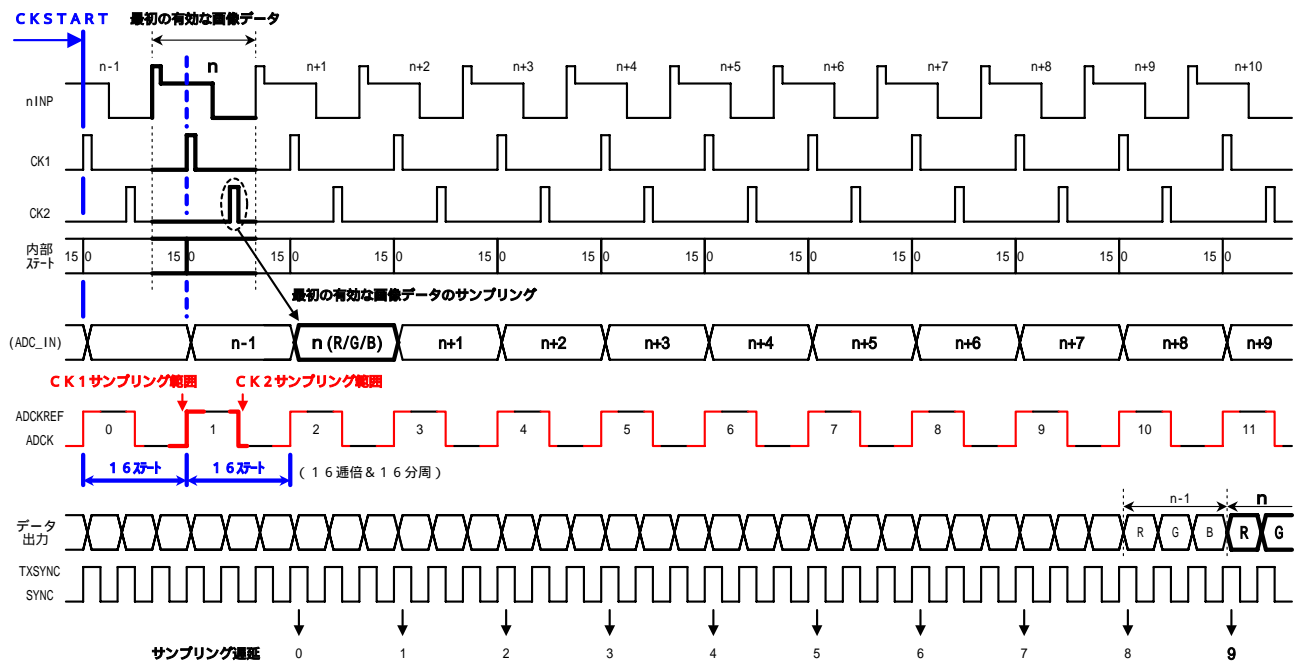 CKSTART 最初の有効な画像データ
n-1 n n+1 n+2 n+3 n+4 n+5 n+6 n+7 n+8 n+9 n+10
nINP
CK1
CK2
内部
ステート
15 0 15 0 15 0 15 0 15 0 15 0 15 0 15 0 15 0 15 0 15 0 15 0
最初の有効な画像データのサンプリング
(ADC_IN) n-1 n (R/G/B) n+1 n+2 n+3 n+4 n+5 n+6 n+7 n+8 n+9
CK1サンプリング範囲 CK2サンプリング範囲
ADCKREF
ADCK
0 1 2 3 4 5 6 7 8 9 10 11
16ステート 16ステート (16逓倍&16分周)
n-1 n
データ
出力
R G B R G
TXSYNC
SYNC
サンプリング遅延 0 1 2 3 4 5 6 7 8 9